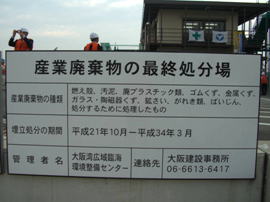 産業廃棄物の最終処分場
産業廃棄物の種類
燃え殻、汚泥、廃プラスチック類、ゴムくず、金属くず、
ガラス・陶磁器くず、鉱さい、がれき類、ばいじん、
処分するために処理したもの
埋立処分の期間
平成21年10月ー平成34年3月
管理者名
大阪湾広域臨海
環境整備センター
連絡先
大阪建設事務所
06-6613-6417